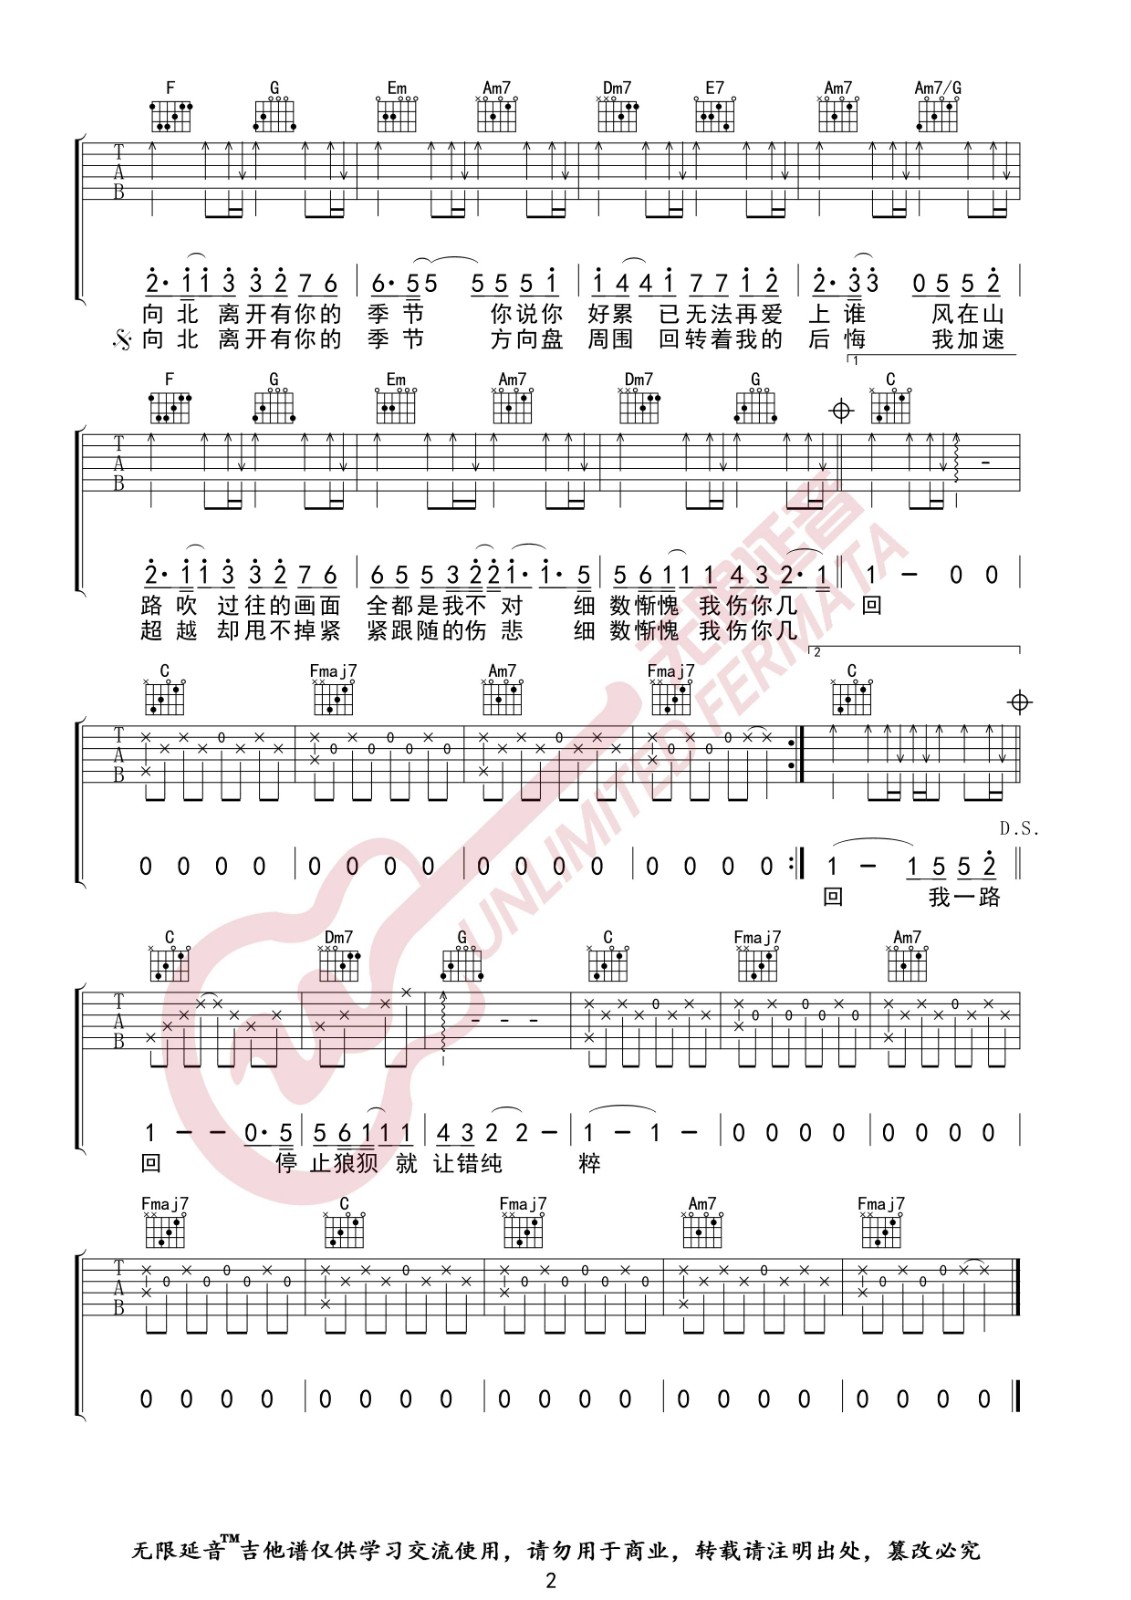 F G Em Am7 Dm7 E7 Am7 Am7/G
T
A
B
2· 1 1 3 3 2 7 6 6· 5 5 5 5 5 1 1 4 4 1 7 7 1 2 2· 3 3 0 5 5 2
向 北 离开有你的 季 节 你说你 好累 已无法再爱 上 谁 风在山
向 北 离开有你的 季 节 方向盘 周围 回转着我的 后 悔 我加速
1
F G Em Am7 Dm7 G C
T
A
B
2· 1 1 3 3 2 7 6 6 5 5 3 2 2 1· 1· 5 5 6 1 1 1 4 3 2· 1 1 - 0 0
路 吹 过往的画面 全都是我不 对 细 数惭愧 我伤你几 回
超 越 却甩不掉紧 紧跟随的伤 悲 细 数惭愧 我伤你几
2
C Fmaj7 Am7 Fmaj7 C
T
A
B
D.S.
0 0 0 0 0 0 0 0 0 0 0 0 0 0 0 0 1 - 1 5 5 2
回 我一路
C Dm7 G C Fmaj7 Am7
T
A
B
1 - - 0· 5 5 6 1 1 1 4 3 2 2 - 1 - 1 - 0 0 0 0 0 0 0 0
回 停 止狼狈 就 让错纯 粹
Fmaj7 C Fmaj7 Am7 Fmaj7
T
A
B
0 0 0 0 0 0 0 0 0 0 0 0 0 0 0 0 0 0 0 0
无限延音
UNLIMITED FERMATA
无限延音™吉他谱仅供学习交流使用，请勿用于商业，转载请注明出处，篡改必究
2